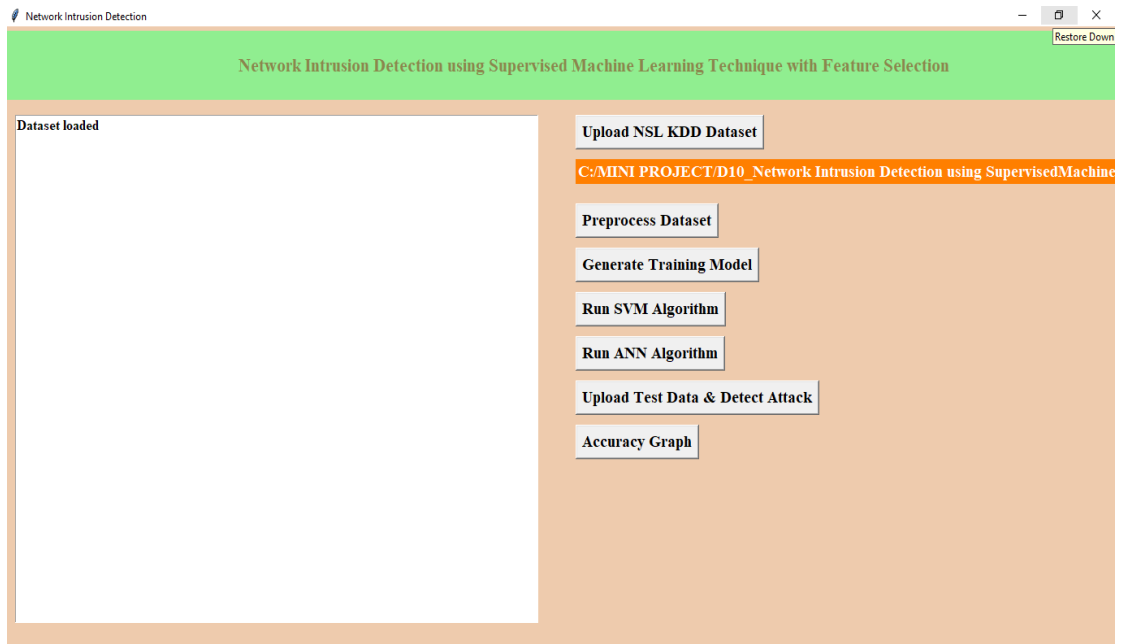 Network Intrusion Detection
Restore Down
Network Intrusion Detection using Supervised Machine Learning Technique with Feature Selection
Dataset loaded
Upload NSL KDD Dataset
C:/MINI PROJECT/D10_Network Intrusion Detection using SupervisedMachine
Preprocess Dataset
Generate Training Model
Run SVM Algorithm
Run ANN Algorithm
Upload Test Data & Detect Attack
Accuracy Graph